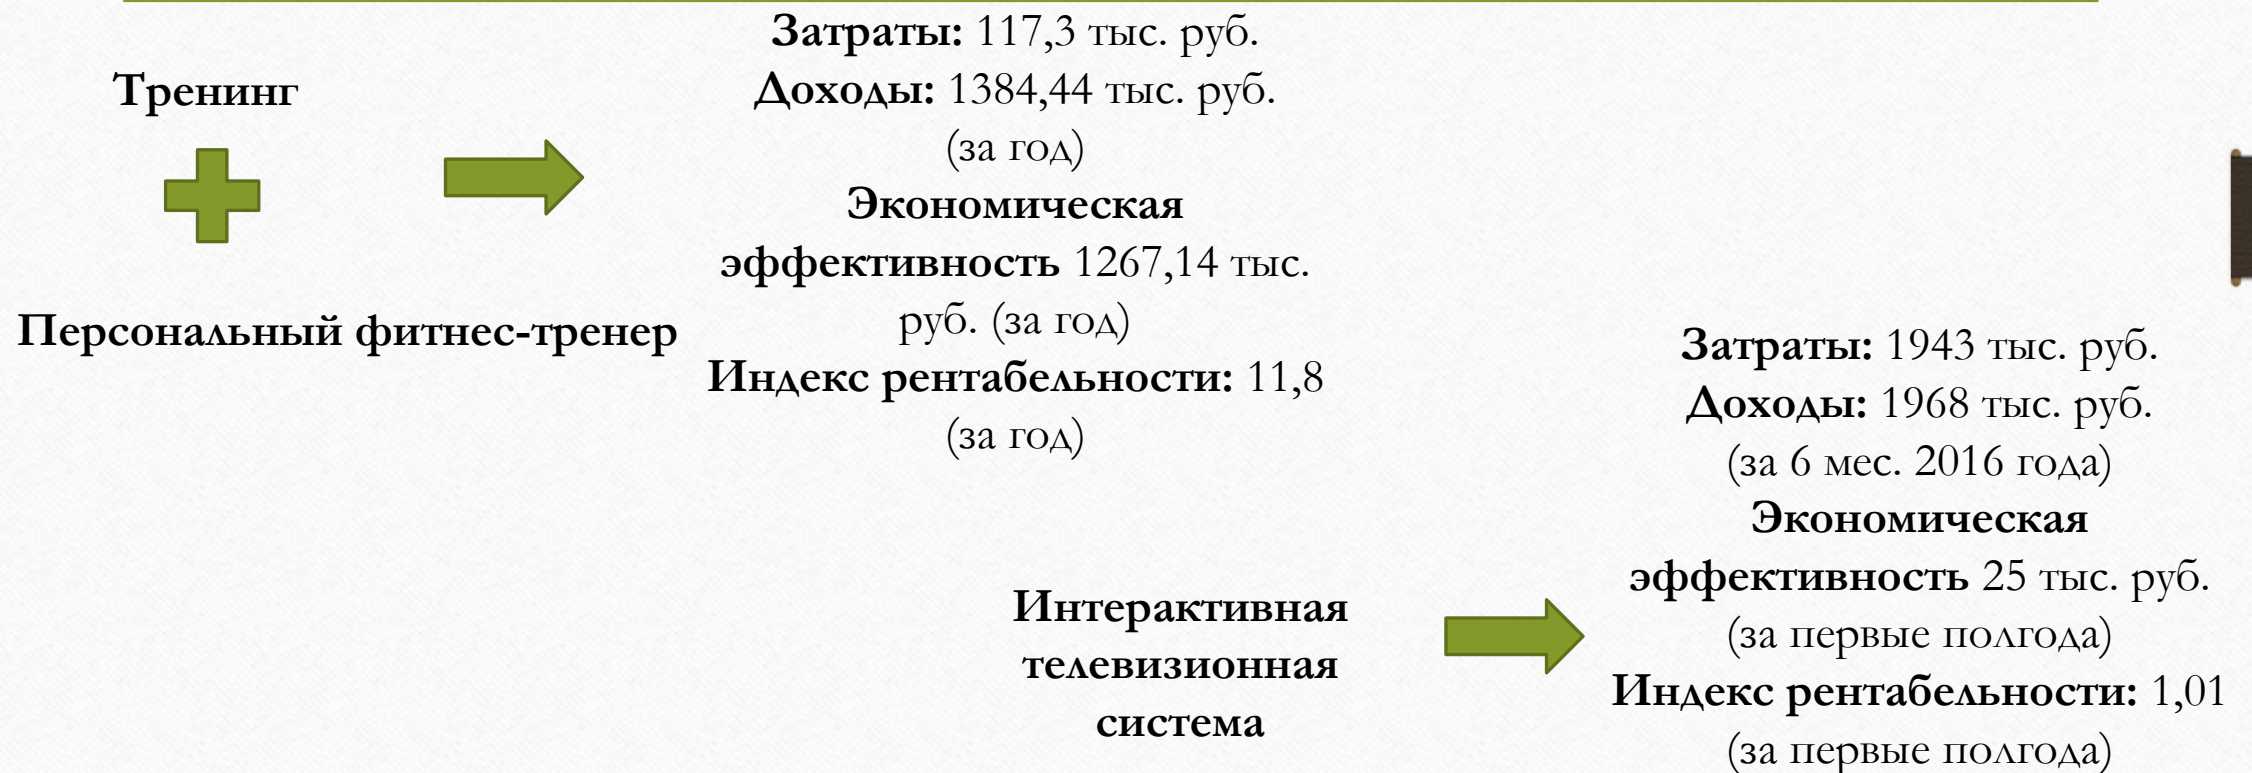 Тренинг
Персональный фитнес-тренер
Затраты: 117,3 тыс. руб.
Доходы: 1384,44 тыс. руб.
(за год)
Экономическая
эффективность 1267,14 тыс.
руб. (за год)
Индекс рентабельности: 11,8
(за год)
Интерактивная
телевизионная
система
Затраты: 1943 тыс. руб.
Доходы: 1968 тыс. руб.
(за 6 мес. 2016 года)
Экономическая
эффективность 25 тыс. руб.
(за первые полгода)
Индекс рентабельности: 1,01
(за первые полгода)